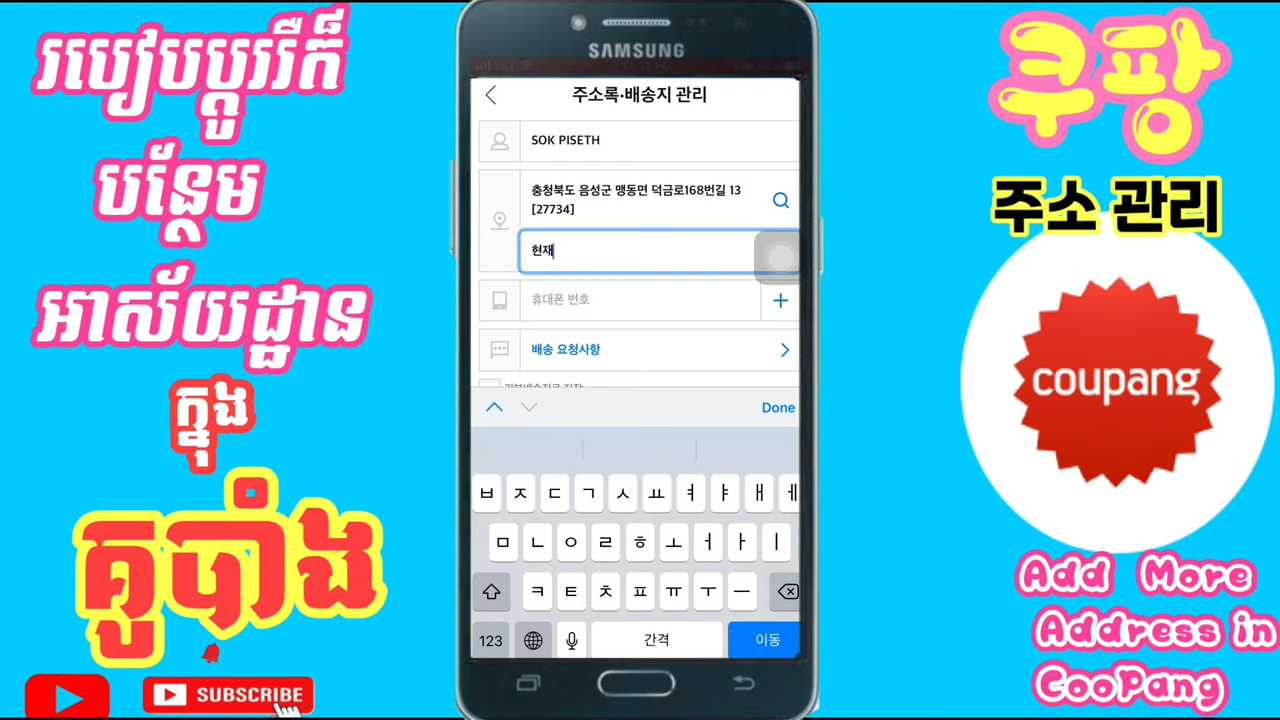 របៀបប្តូរឺក៏
បន្ថែម
អាស័យដ្ឋាន
ក្នុង
គូប៉ាំង
SUBSCRIBE
SAMSUNG
주소록·배송지 관리
SOK PISETH
충청북도 음성군 맹동면 덕금로168번길 13
[27734]
현재
휴대폰 번호
배송 요청사항
Done
ㅂ ㅈ ㄷ ㄱ ㅅ ㅛ ㅕ ㅑ ㅐ ㅔ
ㅁ ㄴ ㅇ ㄹ ㅎ ㅗ ㅓ ㅏ ㅣ
ㅋ ㅌ ㅊ ㅍ ㅠ ㅜ ㅡ
123 간격 이동
쿠팡
주소 관리
coupang
Add More
Address in
CooPang